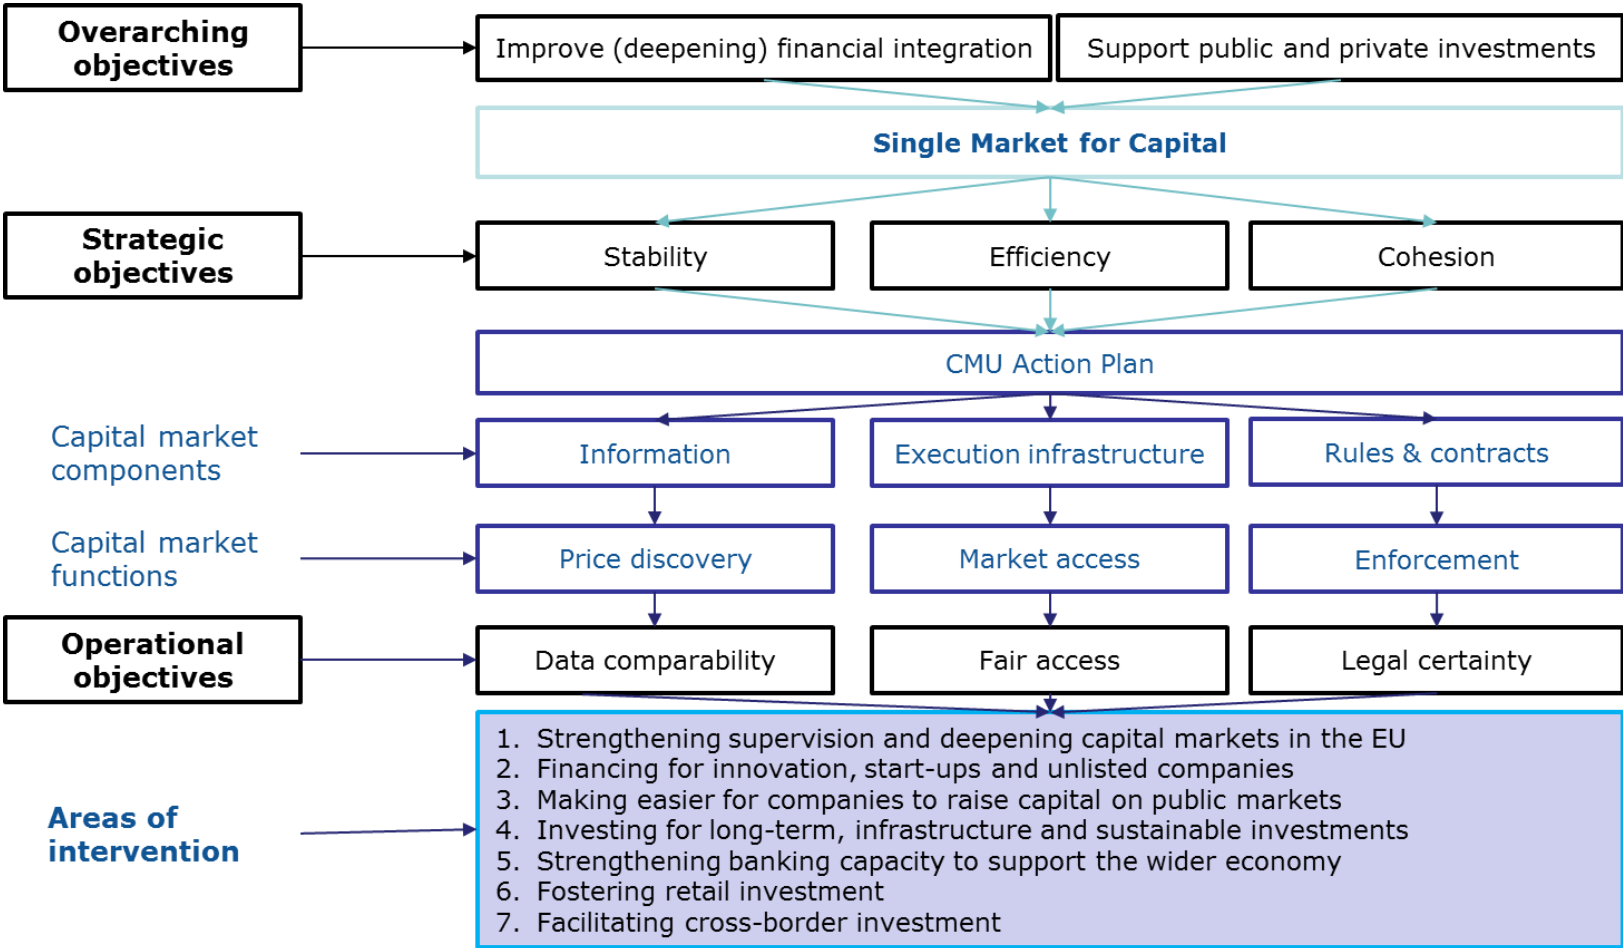 Overarching
objectives
Improve (deepening) financial integration
Support public and private investments
Single Market for Capital
Strategic
objectives
Stability
Efficiency
Cohesion
CMU Action Plan
Capital market
components
Information
Execution infrastructure
Rules & contracts
Capital market
functions
Price discovery
Market access
Enforcement
Operational
objectives
Data comparability
Fair access
Legal certainty
Areas of
intervention
1. Strengthening supervision and deepening capital markets in the EU
2. Financing for innovation, start-ups and unlisted companies
3. Making easier for companies to raise capital on public markets
4. Investing for long-term, infrastructure and sustainable investments
5. Strengthening banking capacity to support the wider economy
6. Fostering retail investment
7. Facilitating cross-border investment